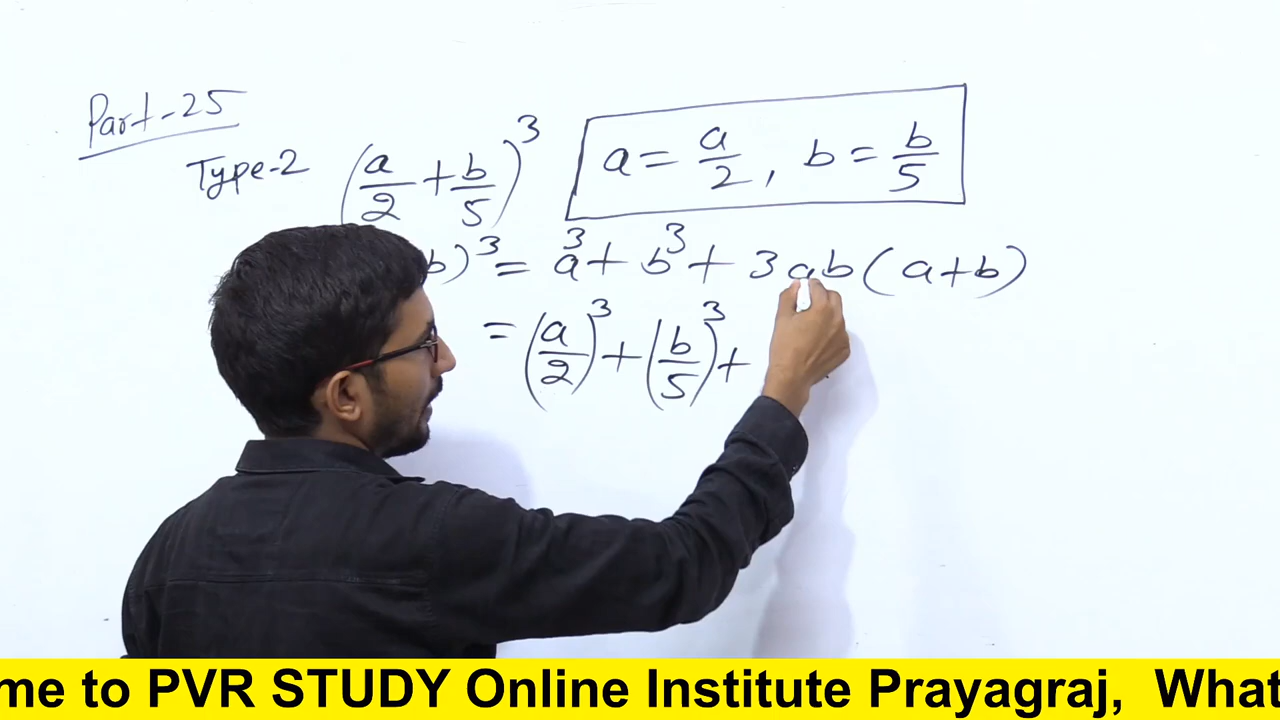 Part-25
Type-2 (a/2 + b/5)³ a = a/2, b = b/5
b)³ = a³ + b³ + 3ab(a+b)
= (a/2)³ + (b/5)³ +
me to PVR STUDY Online Institute Prayagraj, What